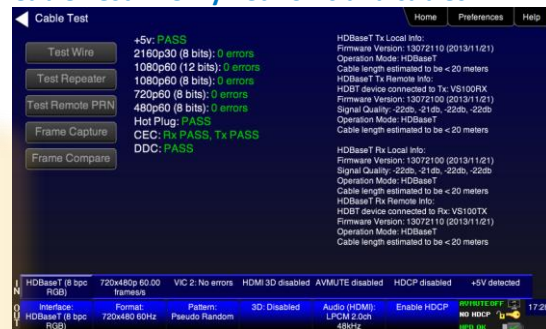 Cable Test
Home
Preferences
Help
Test Wire
Test Repeater
Test Remote PRN
Frame Capture
Frame Compare
+5v: PASS
2160p30 (8 bits): 0 errors
1080p60 (12 bits): 0 errors
1080p60 (8 bits): 0 errors
720p60 (8 bits): 0 errors
480p60 (8 bits): 0 errors
Hot Plug: PASS
CEC: Rx PASS, Tx PASS
DDC: PASS
HDBaseT Tx Local Info:
Firmware Version: 13072110 (2013/11/21)
Operation Mode: HDBaseT
Cable length estimated to be < 20 meters
HDBaseT Tx Remote Info:
HDBT device connected to Tx: VS100RX
Firmware Version: 13072100 (2013/11/21)
Signal Quality: -22db, -21db, -22db, -22db
Operation Mode: HDBaseT
Cable length estimated to be < 20 meters
HDBaseT Rx Local Info:
Firmware Version: 13072100 (2013/11/21)
Signal Quality: -22db, -21db, -22db, -22db
Operation Mode: HDBaseT
Cable length estimated to be < 20 meters
HDBaseT Rx Remote Info:
HDBT device connected to Rx: VS100TX
Firmware Version: 13072110 (2013/11/21)
Operation Mode: HDBaseT
Cable length estimated to be < 20 meters
IN
HDBaseT (8 bpc RGB)
720x480p 60.00 frames/s
VIC 2: No errors
HDMI 3D disabled
AVMUTE disabled
HDCP disabled
+5V detected
OUT
Interface: HDBaseT (8 bpc RGB)
Format: 720x480 60Hz
Pattern: Pseudo Random
3D: Disabled
Audio (HDMI): LPCM 2.0ch 48kHz
Enable HDCP
AVMUTE OFF
NO HDCP
HPD OK